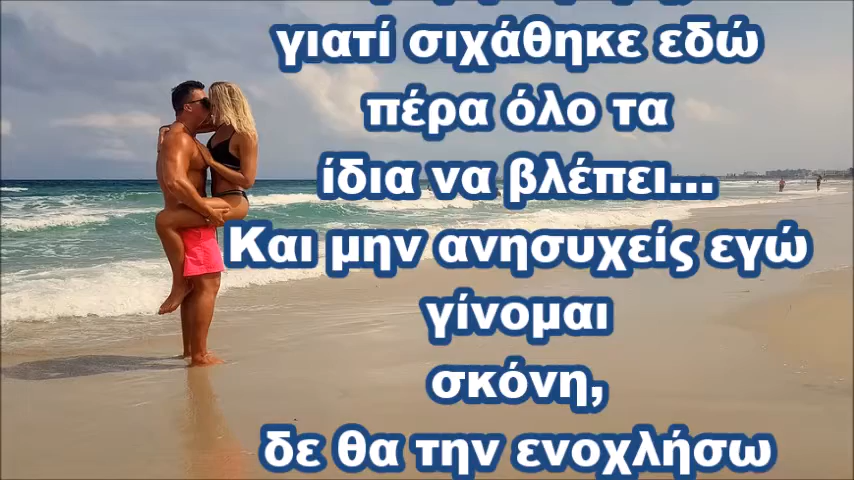 γιατί σιχάθηκε εδώ
πέρα όλο τα
ίδια να βλέπει...
Και μην ανησυχείς εγώ
γίνομαι
σκόνη,
δε θα την ενοχλήσω